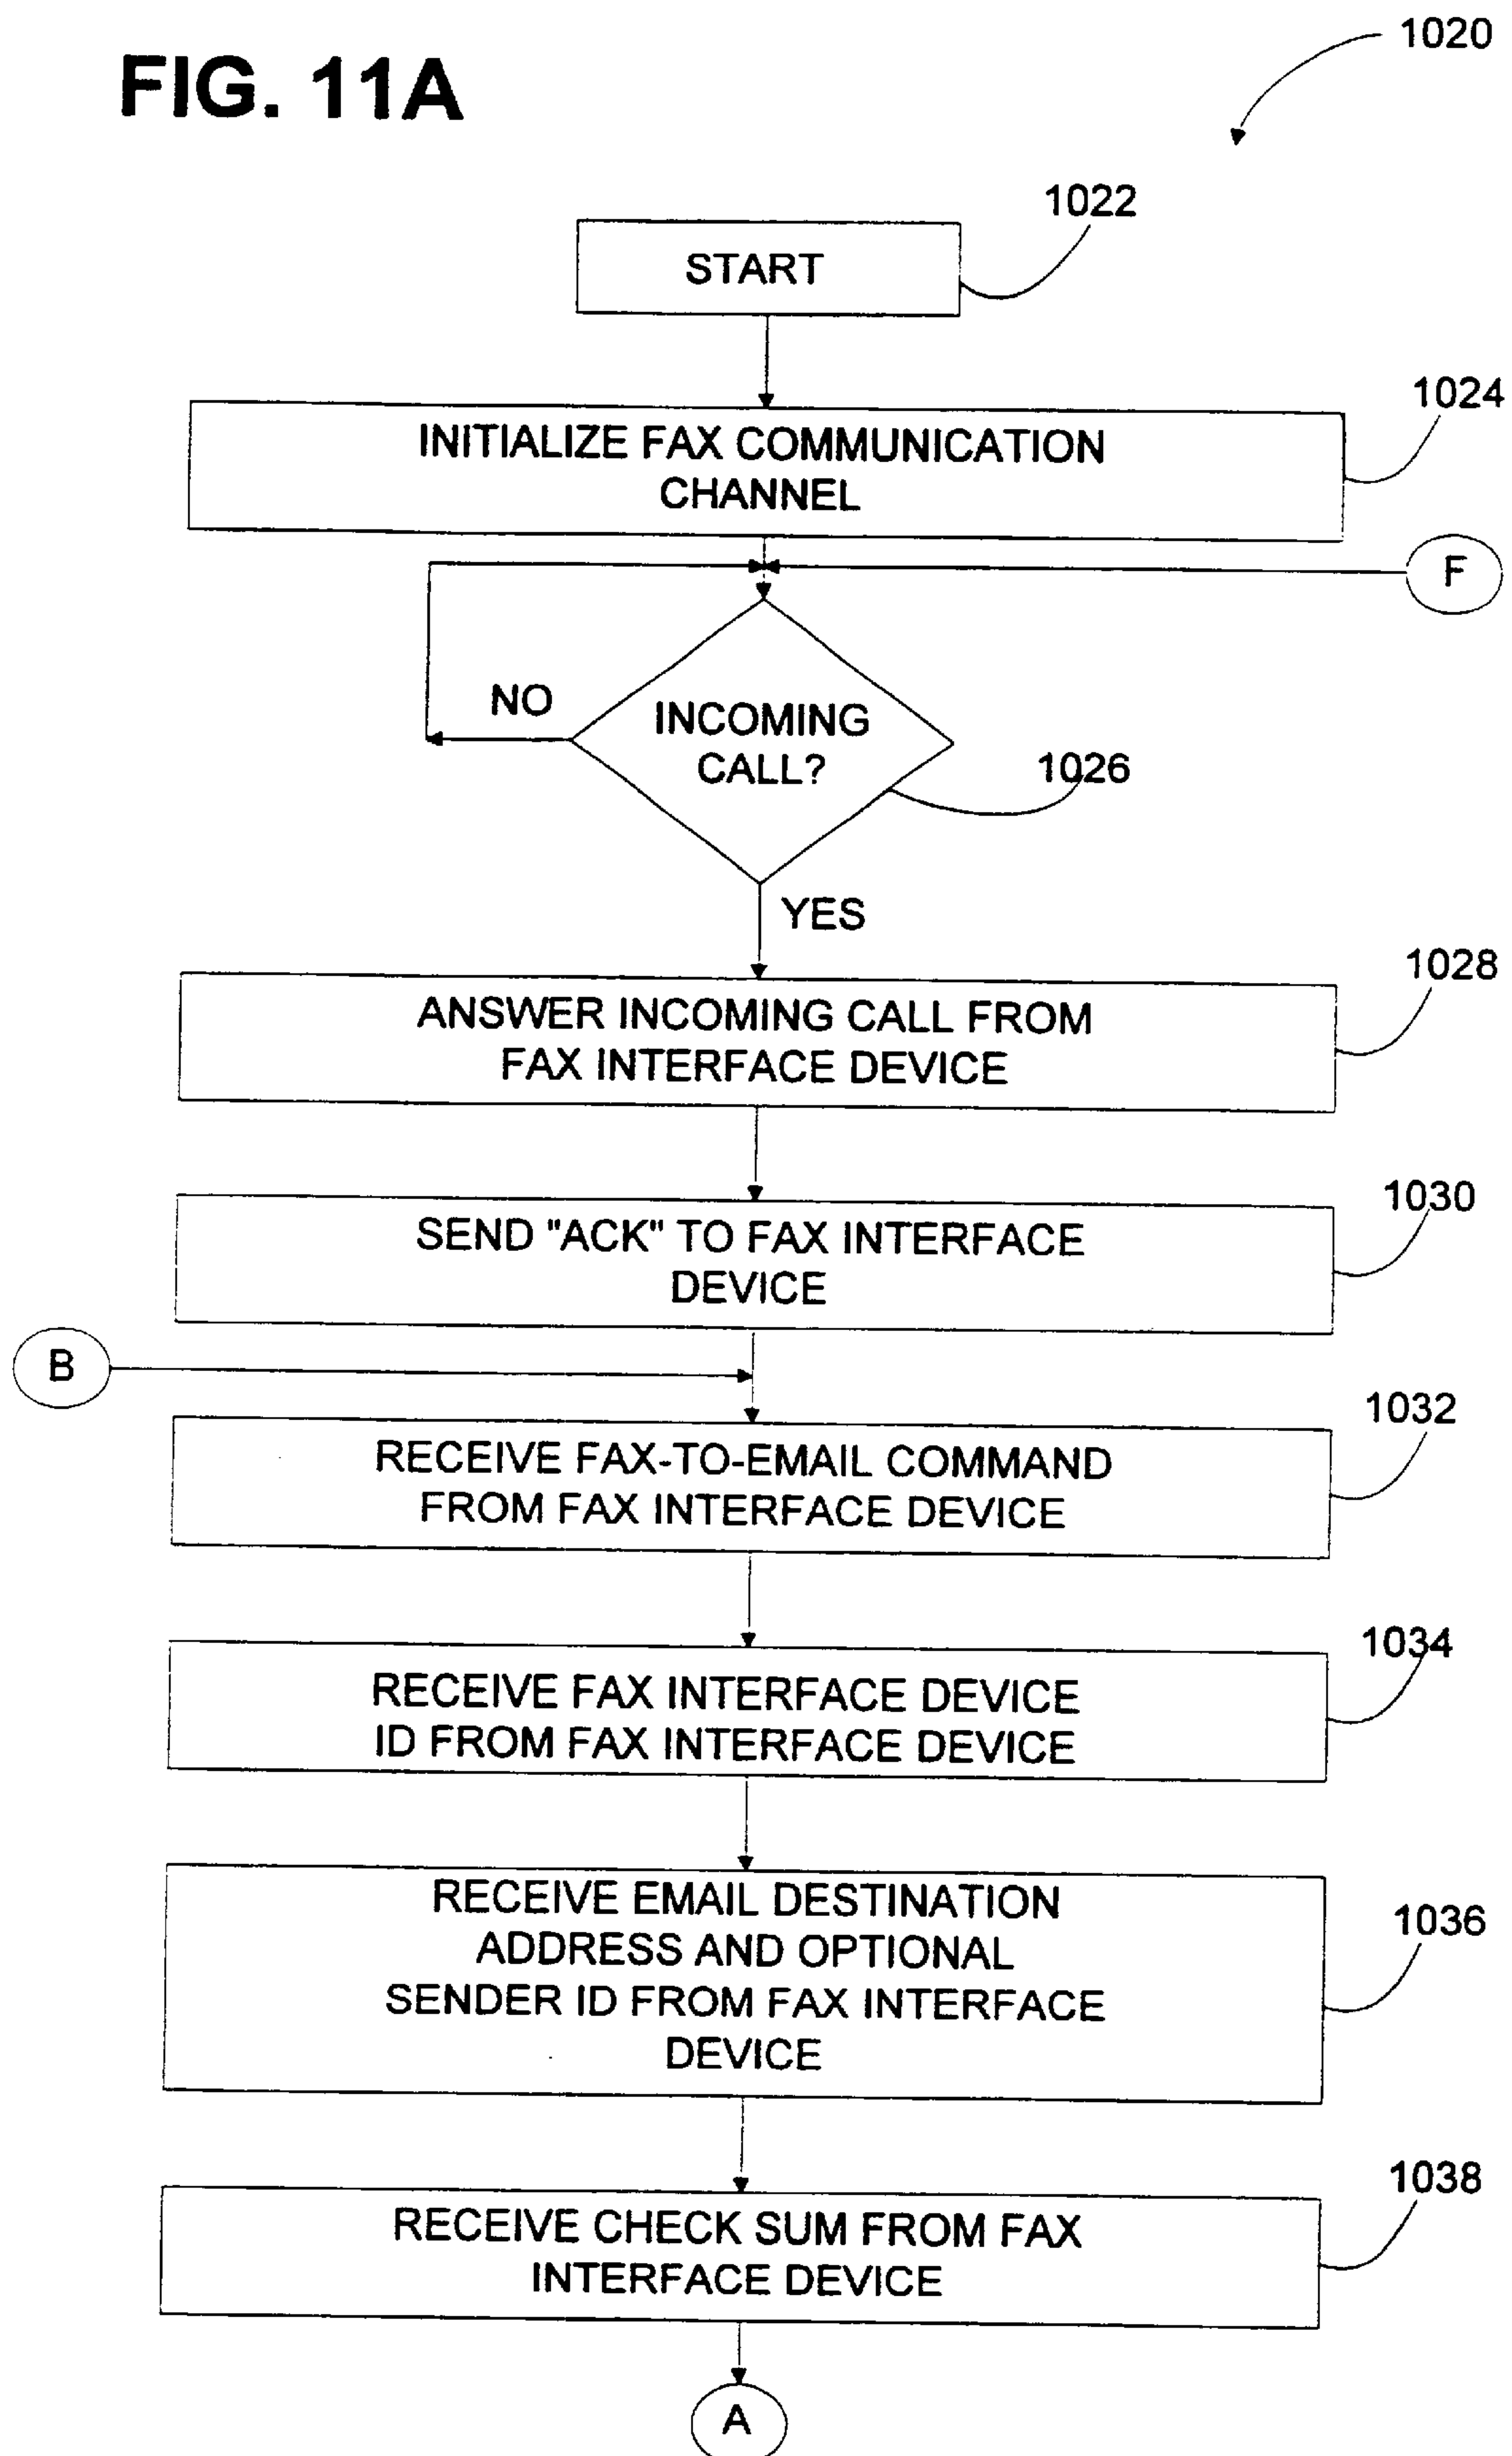 FIG. 11A
1020
1022
START
1024
INITIALIZE FAX COMMUNICATION
CHANNEL
F
NO
INCOMING
CALL?
1026
YES
1028
ANSWER INCOMING CALL FROM
FAX INTERFACE DEVICE
1030
SEND "ACK" TO FAX INTERFACE
DEVICE
B
1032
RECEIVE FAX-TO-EMAIL COMMAND
FROM FAX INTERFACE DEVICE
1034
RECEIVE FAX INTERFACE DEVICE
ID FROM FAX INTERFACE DEVICE
1036
RECEIVE EMAIL DESTINATION
ADDRESS AND OPTIONAL
SENDER ID FROM FAX INTERFACE
DEVICE
1038
RECEIVE CHECK SUM FROM FAX
INTERFACE DEVICE
A